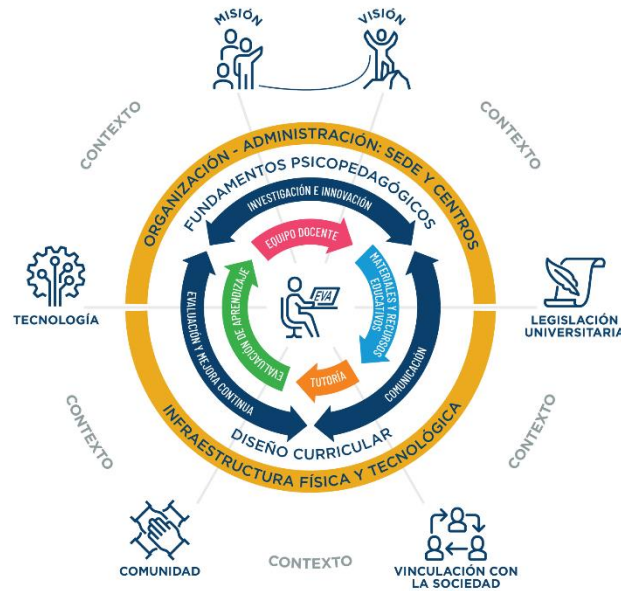 MISIÓN
VISIÓN
CONTEXTO
CONTEXTO
ORGANIZACIÓN - ADMINISTRACIÓN: SEDE Y CENTROS
FUNDAMENTOS PSICOPEDAGÓGICOS
INVESTIGACIÓN E INNOVACIÓN
EQUIPO DOCENTE
MATERIALES Y RECURSOS
EDUCATIVOS
EVALUACIÓN DE APRENDIZAJE
EVA
EVALUACIÓN Y MEJORA CONTINUA
COMUNICACIÓN
TUTORÍA
TECNOLOGÍA
LEGISLACIÓN
UNIVERSITARIA
DISEÑO CURRICULAR
INFRAESTRUCTURA FÍSICA Y TECNOLÓGICA
CONTEXTO
CONTEXTO
COMUNIDAD
CONTEXTO
VINCULACIÓN CON
LA SOCIEDAD